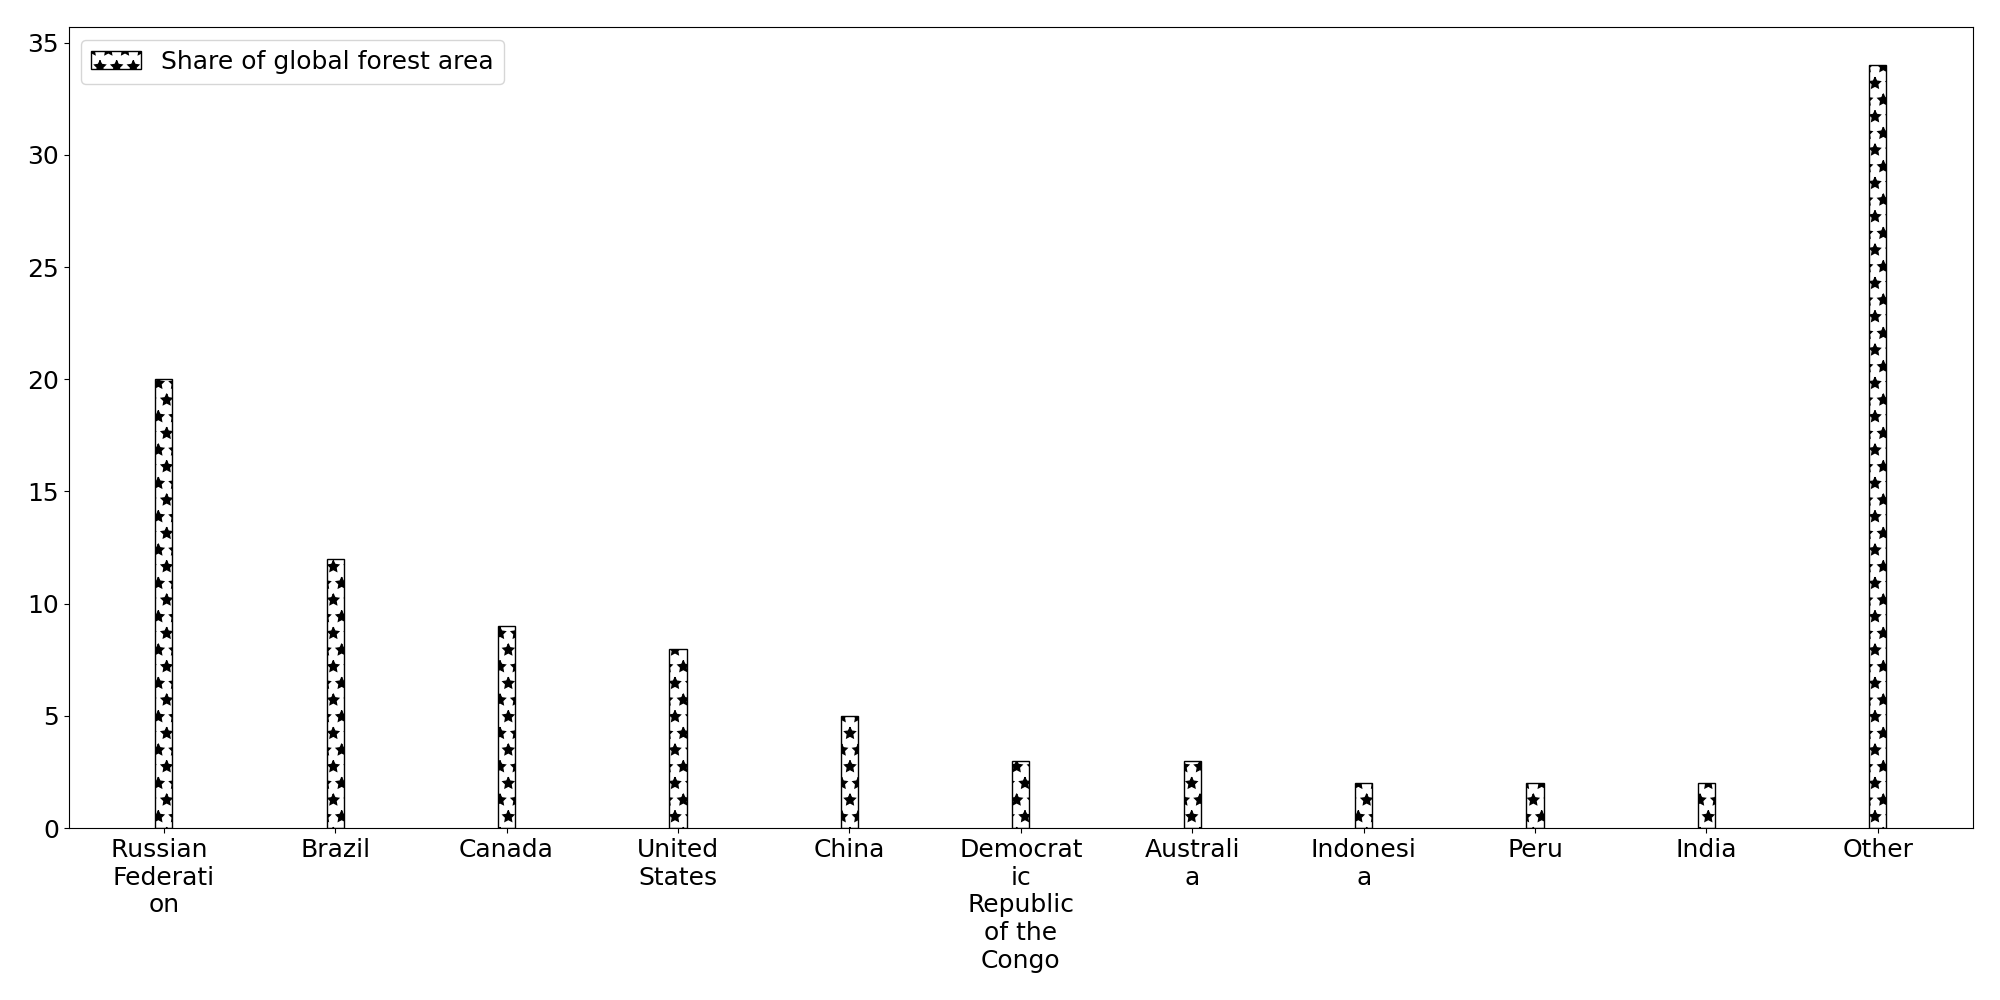 35
30
25
20
15
10
5
0
Share of global forest area
Russian
Federati
on
Brazil
Canada
United
States
China
Democrat
ic
Republic
of the
Congo
Australi
a
Indonesi
a
Peru
India
Other